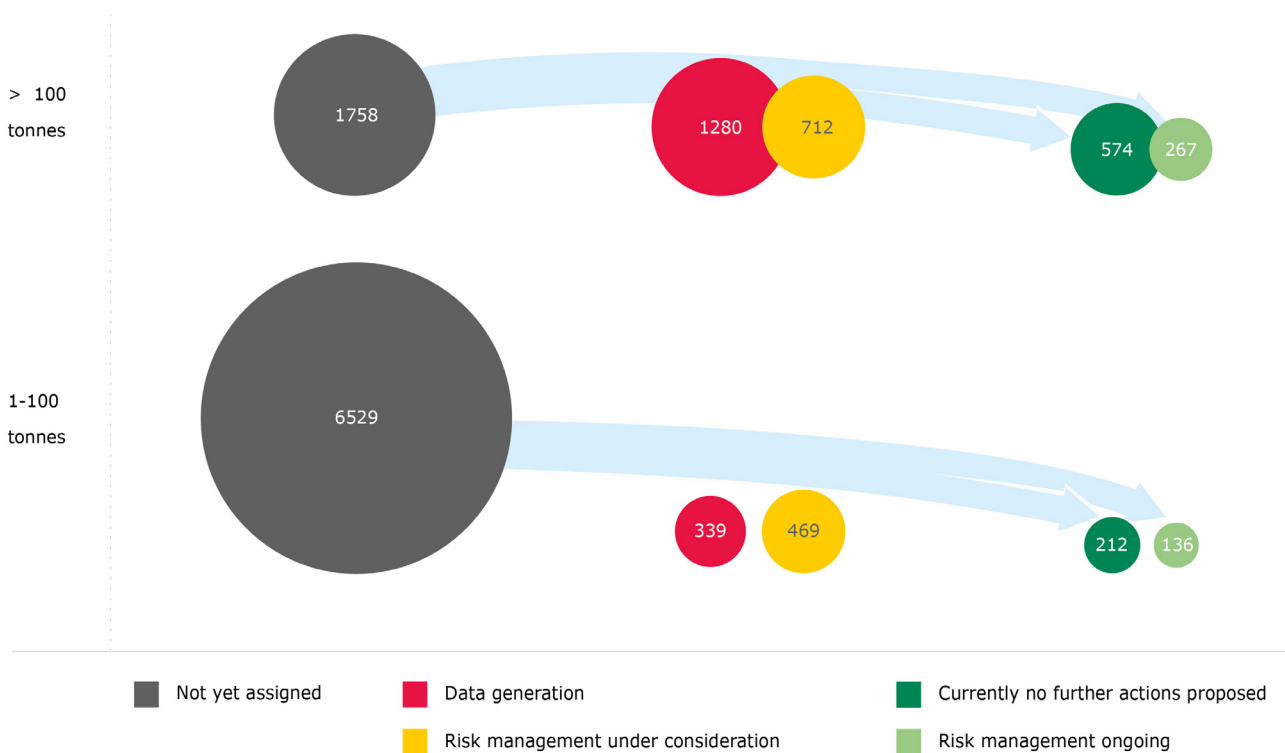 > 100
tonnes
1758
1280
712
574
267
1-100
tonnes
6529
339
469
212
136
Not yet assigned
Data generation
Currently no further actions proposed
Risk management under consideration
Risk management ongoing